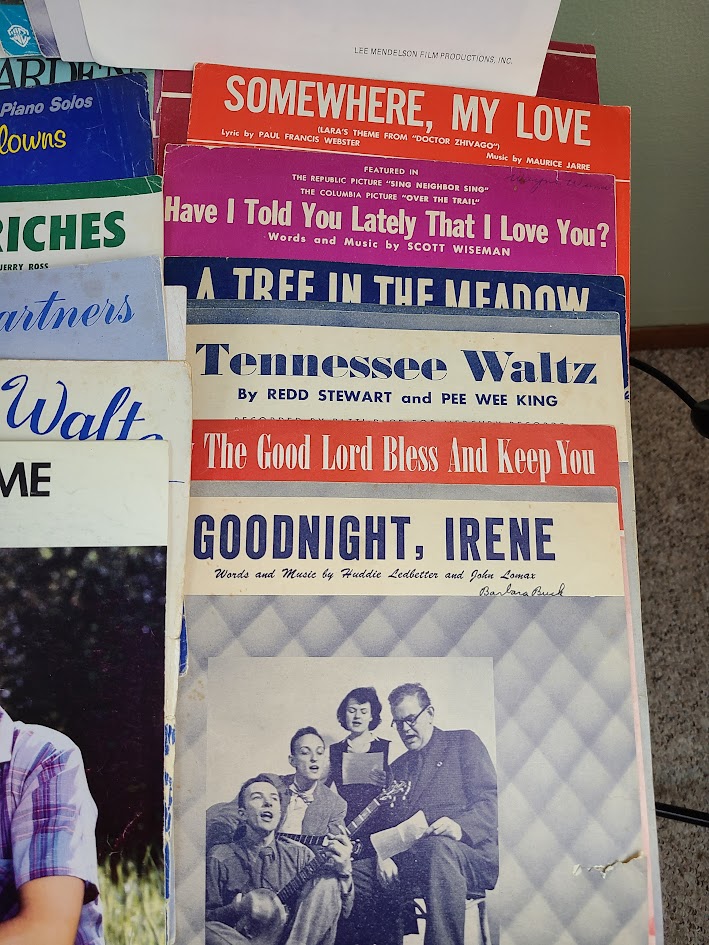 LEE MENDELSON FILM PRODUCTIONS, INC.
ARDEN
Piano Solos
lowns
RICHES
JERRY ROSS
artners
Waltz
ME
SOMEWHERE, MY LOVE
(LARA'S THEME FROM "DOCTOR ZHIVAGO")
Lyric by PAUL FRANCIS WEBSTER
Music by MAURICE JARRE
FEATURED IN
THE REPUBLIC PICTURE "SING NEIGHBOR SING"
THE COLUMBIA PICTURE "OVER THE TRAIL"
Have I Told You Lately That I Love You?
Words and Music by SCOTT WISEMAN
A TREE IN THE MEADOW
Tennessee Waltz
By REDD STEWART and PEE WEE KING
The Good Lord Bless And Keep You
GOODNIGHT, IRENE
Words and Music by Huddie Ledbetter and John Lomax
Barbara Buck